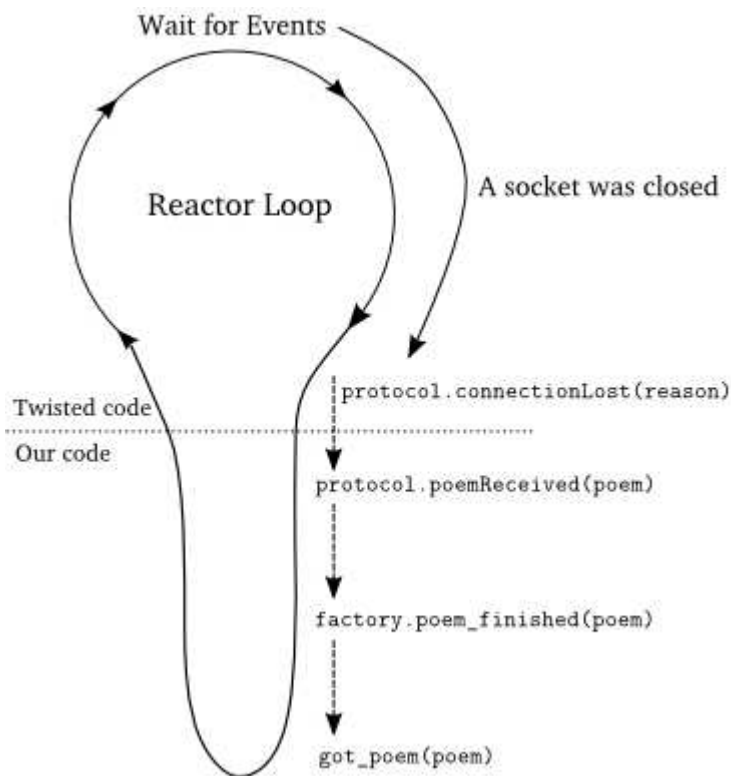 Wait for Events
A socket was closed
Reactor Loop
protocol.connectionLost(reason)
Twisted code
Our code
protocol.poemReceived(poem)
factory.poem_finished(poem)
got_poem(poem)